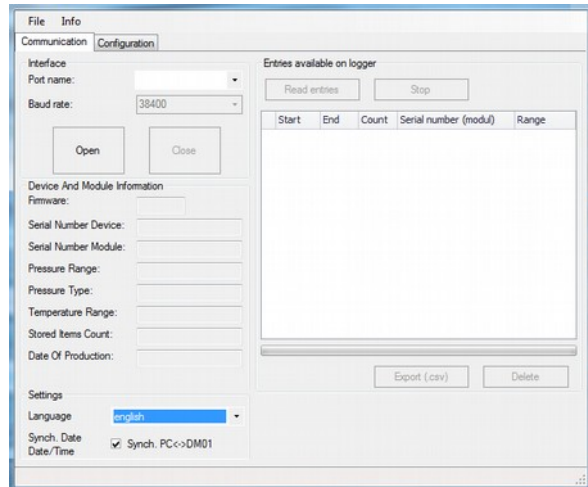 File Info
Communication Configuration
Interface
Port name:
Baud rate: 38400
Open Close
Device And Module Information
Firmware:
Serial Number Device:
Serial Number Module:
Pressure Range:
Pressure Type:
Temperature Range:
Stored Items Count:
Date Of Production:
Settings
Language english
Synch. Date
Date/Time
Synch. PC<->DM01
Entries available on logger
Read entries Stop
Start End Count Serial number (modul) Range
Export (.csv) Delete